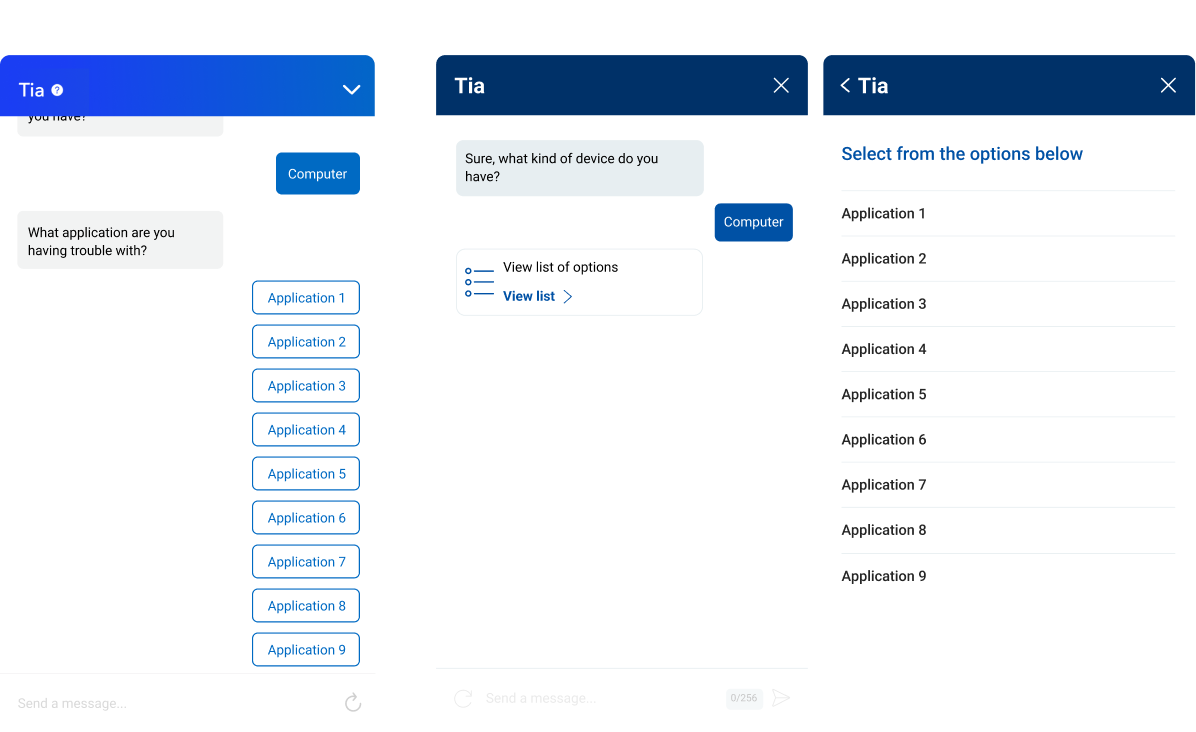 Tia ?
you have?
Computer
What application are you
having trouble with?
Application 1
Application 2
Application 3
Application 4
Application 5
Application 6
Application 7
Application 8
Application 9
Send a message...
Tia
Sure, what kind of device do you
have?
Computer
View list of options
View list
Send a message...
0/256
Tia
Select from the options below
Application 1
Application 2
Application 3
Application 4
Application 5
Application 6
Application 7
Application 8
Application 9